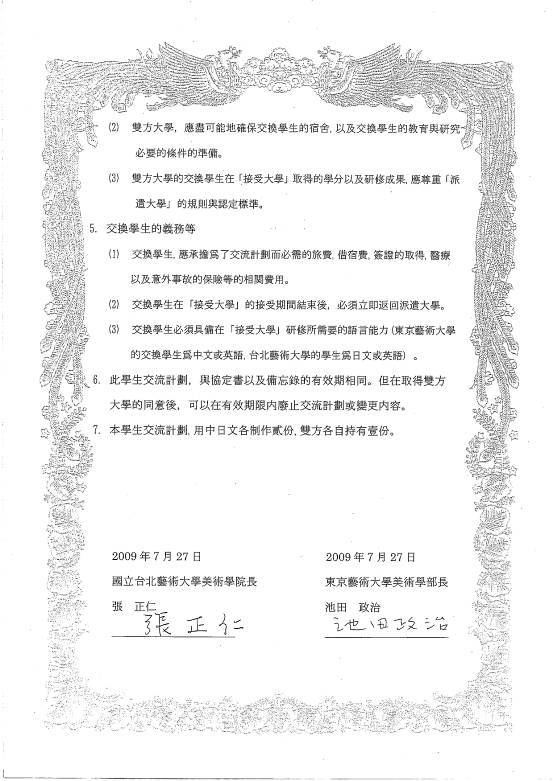 (2) 雙方大學，應盡可能地確保交換學生的宿舍,以及交換學生的教育與研究
必要的條件的準備。
(3) 雙方大學的交換學生在「接受大學」取得的學分以及研修成果,應尊重「派
遣大學」的規則與認定標準。
5. 交換學生的義務等
(1) 交換學生,應承擔爲了交流計劃而必需的旅費,借宿費,簽證的取得,醫療
以及意外事故的保險等的相關費用。
(2) 交換學生在「接受大學」的接受期間結束後，必須立即返回派遣大學。
(3) 交換學生必須具備在「接受大學」研修所需要的語言能力(東京藝術大學
的交換學生爲中文或英語,台北藝術大學的學生爲日文或英語)。
6. 此學生交流計劃，與協定書以及備忘錄的有效期相同。但在取得雙方
大學的同意後，可以在有效期限内廢止交流計劃或變更内容。
7. 本學生交流計劃,用中日文各制作貳份,雙方各自持有壹份。
2009 年 7 月 27 日
國立台北藝術大學美術學院長
張 正仁
張 正 仁
2009 年 7 月 27 日
東京藝術大學美術學部長
池田 政治
池田政治